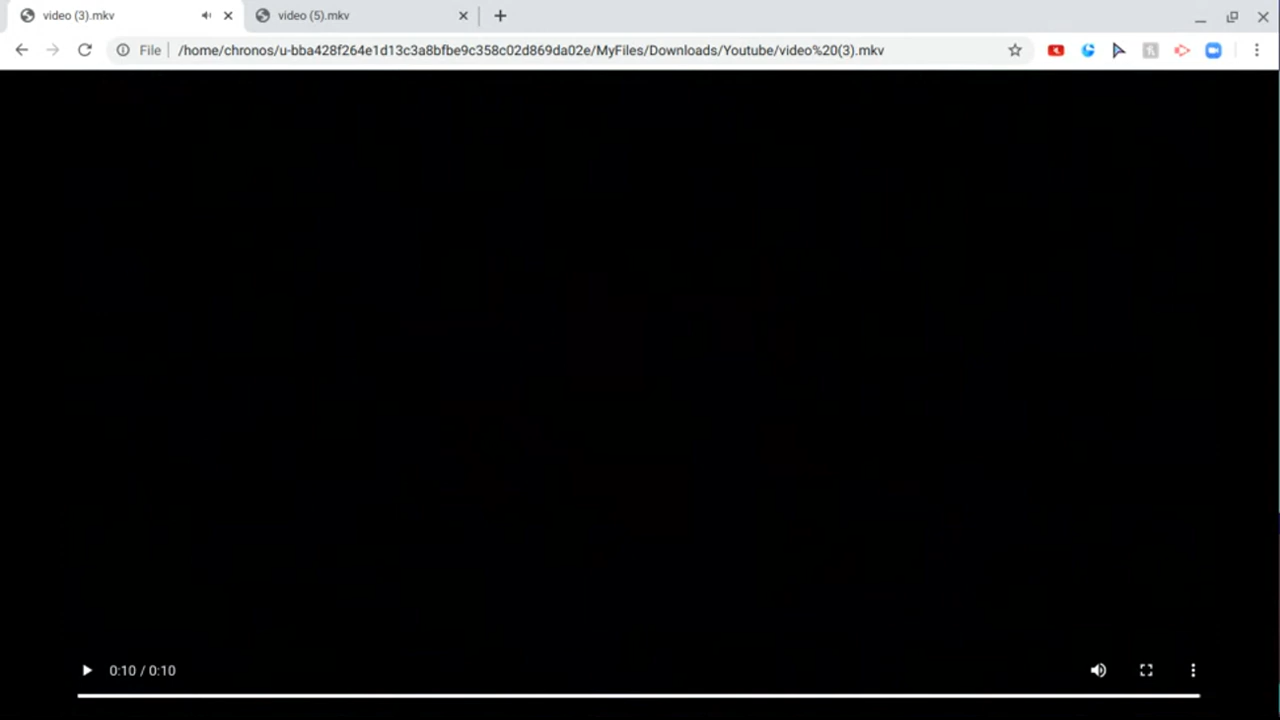 video (3).mkv
video (5).mkv
File
/home/chronos/u-bba428f264e1d13c3a8bfbe9c358c02d869da02e/MyFiles/Downloads/Youtube/video%20(3).mkv
0:10 / 0:10